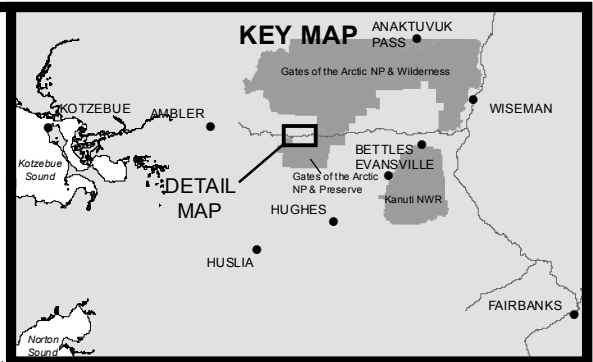 KEY MAP
ANAKTUVUK
PASS
Gates of the Arctic NP & Wilderness
KOTZEBUE
AMBLER
WISEMAN
Kotzebue
Sound
BETTLES
EVANSVILLE
DETAIL
MAP
Gates of the Arctic
NP & Preserve
Kanuti NWR
HUGHES
HUSLIA
FAIRBANKS
Norton
Sound